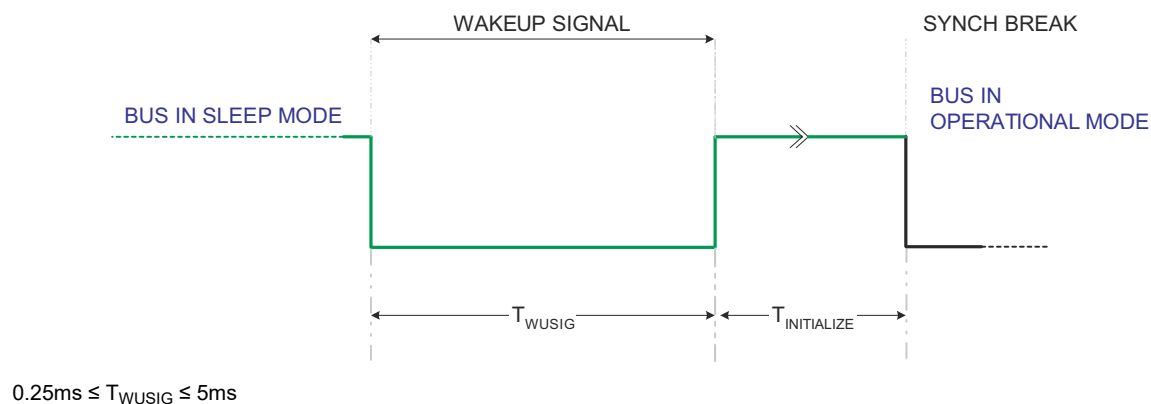 WAKEUP SIGNAL
SYNCH BREAK
BUS IN SLEEP MODE
BUS IN
OPERATIONAL MODE
TWUSIG
TINITIALIZE
0.25ms ≤ TWUSIG ≤ 5ms